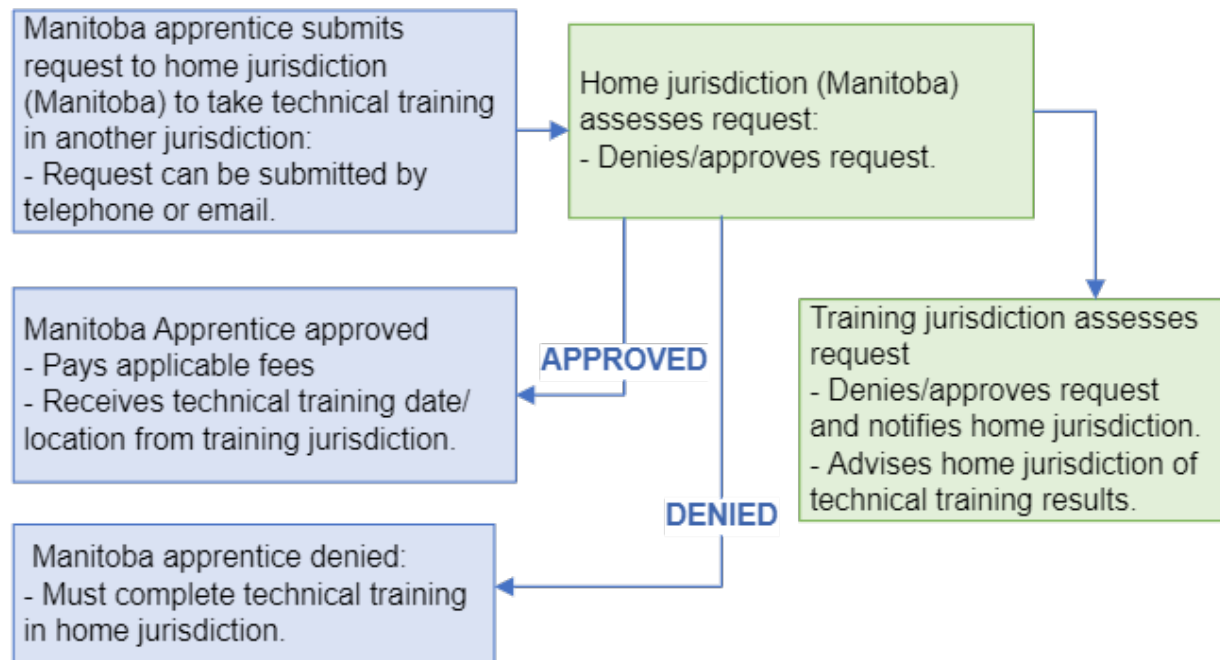 Manitoba apprentice submits
request to home jurisdiction
(Manitoba) to take technical training
in another jurisdiction:
- Request can be submitted by
telephone or email.
Home jurisdiction (Manitoba)
assesses request:
- Denies/approves request.
Manitoba Apprentice approved
- Pays applicable fees
- Receives technical training date/
location from training jurisdiction.
APPROVED
Training jurisdiction assesses
request
- Denies/approves request
and notifies home jurisdiction.
- Advises home jurisdiction of
technical training results.
DENIED
Manitoba apprentice denied:
- Must complete technical training
in home jurisdiction.